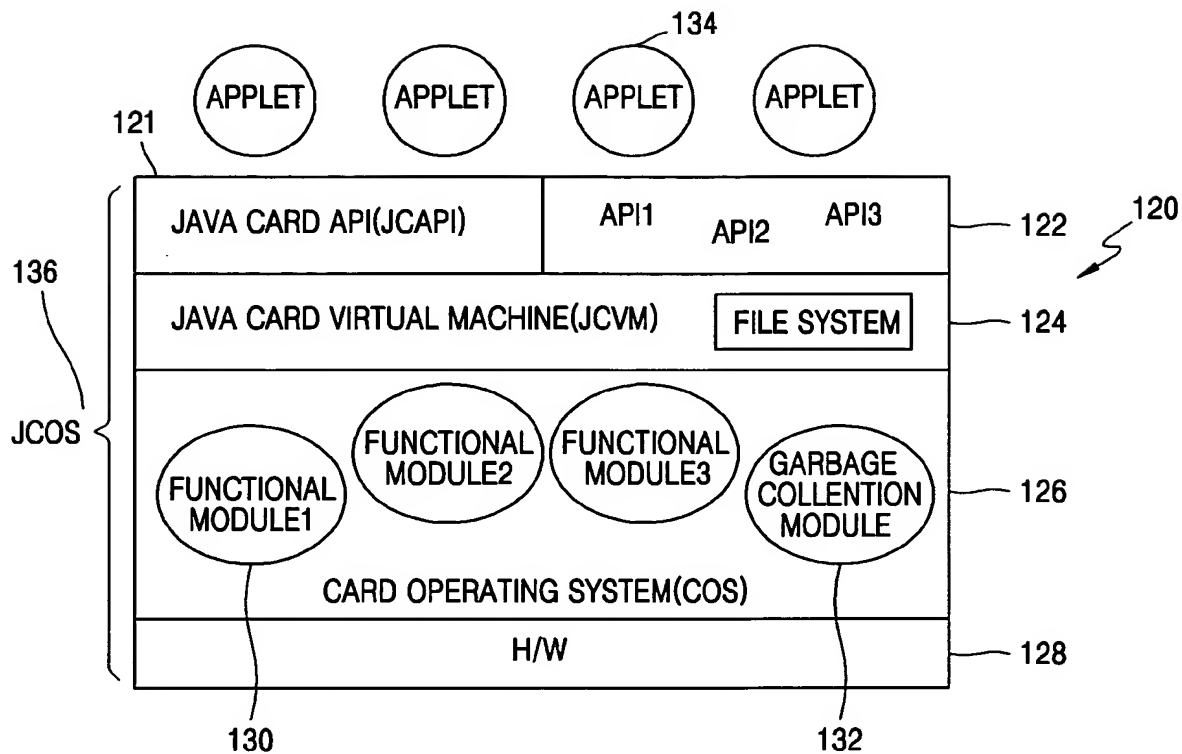 134
APPLET APPLET APPLET APPLET
121
JAVA CARD API(JCAPI)
API1
API2
API3
122
120
136
JAVA CARD VIRTUAL MACHINE(JCVM)
FILE SYSTEM
124
JCOS
FUNCTIONAL
MODULE1
FUNCTIONAL
MODULE2
FUNCTIONAL
MODULE3
GARBAGE
COLLENTION
MODULE
126
CARD OPERATING SYSTEM(COS)
H/W
128
130
132